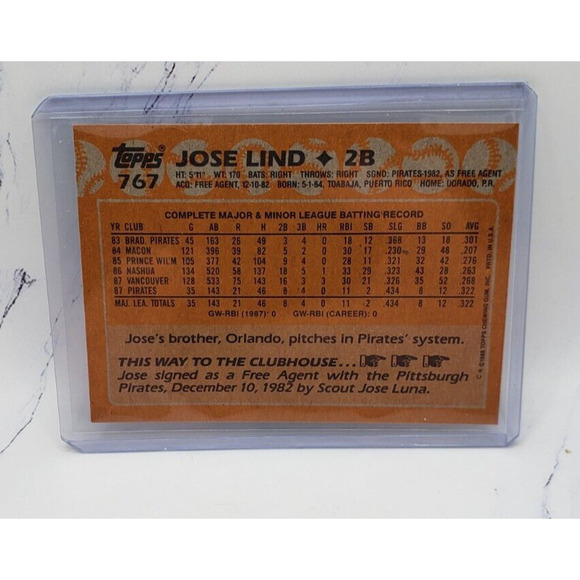 Topps
767
JOSE LIND ✦ 2B
HT: 5'11" WT: 170 BATS: RIGHT THROWS: RIGHT SGND: PIRATES-1982, AS FREE AGENT
ACQ: FREE AGENT, 12-10-82 BORN: 5-1-64, TOABAJA, PUERTO RICO HOME: DORADO, P.R.
COMPLETE MAJOR & MINOR LEAGUE BATTING RECORD
YR CLUB G AB R H 2B 3B HR RBI SB SLG BB SO AVG
83 BRAD. PIRATES 45 163 26 49 3 4 0 18 12 .368 13 18 .301
84 MACON 121 396 39 82 5 2 0 30 17 .230 29 48 .207
85 PRINCE WIL'M 105 377 42 104 9 4 0 28 11 .321 32 42 .276
86 NASHUA 134 520 58 137 18 5 1 33 28 .323 43 28 .263
87 VANCOUVER 128 533 75 143 16 3 3 30 21 .326 35 52 .268
87 PIRATES 35 143 21 46 8 4 0 11 2 .434 8 12 .322
MAJ. LEA. TOTALS 35 143 21 46 8 4 0 11 2 .434 8 12 .322
GW-RBI (1987): 0 GW-RBI (CAREER): 0
Jose's brother, Orlando, pitches in Pirates' system.
THIS WAY TO THE CLUBHOUSE...
Jose signed as a Free Agent with the Pittsburgh
Pirates, December 10, 1982 by Scout Jose Luna.
© 1988 TOPPS CHEWING GUM, INC. PRTD. IN U.S.A.